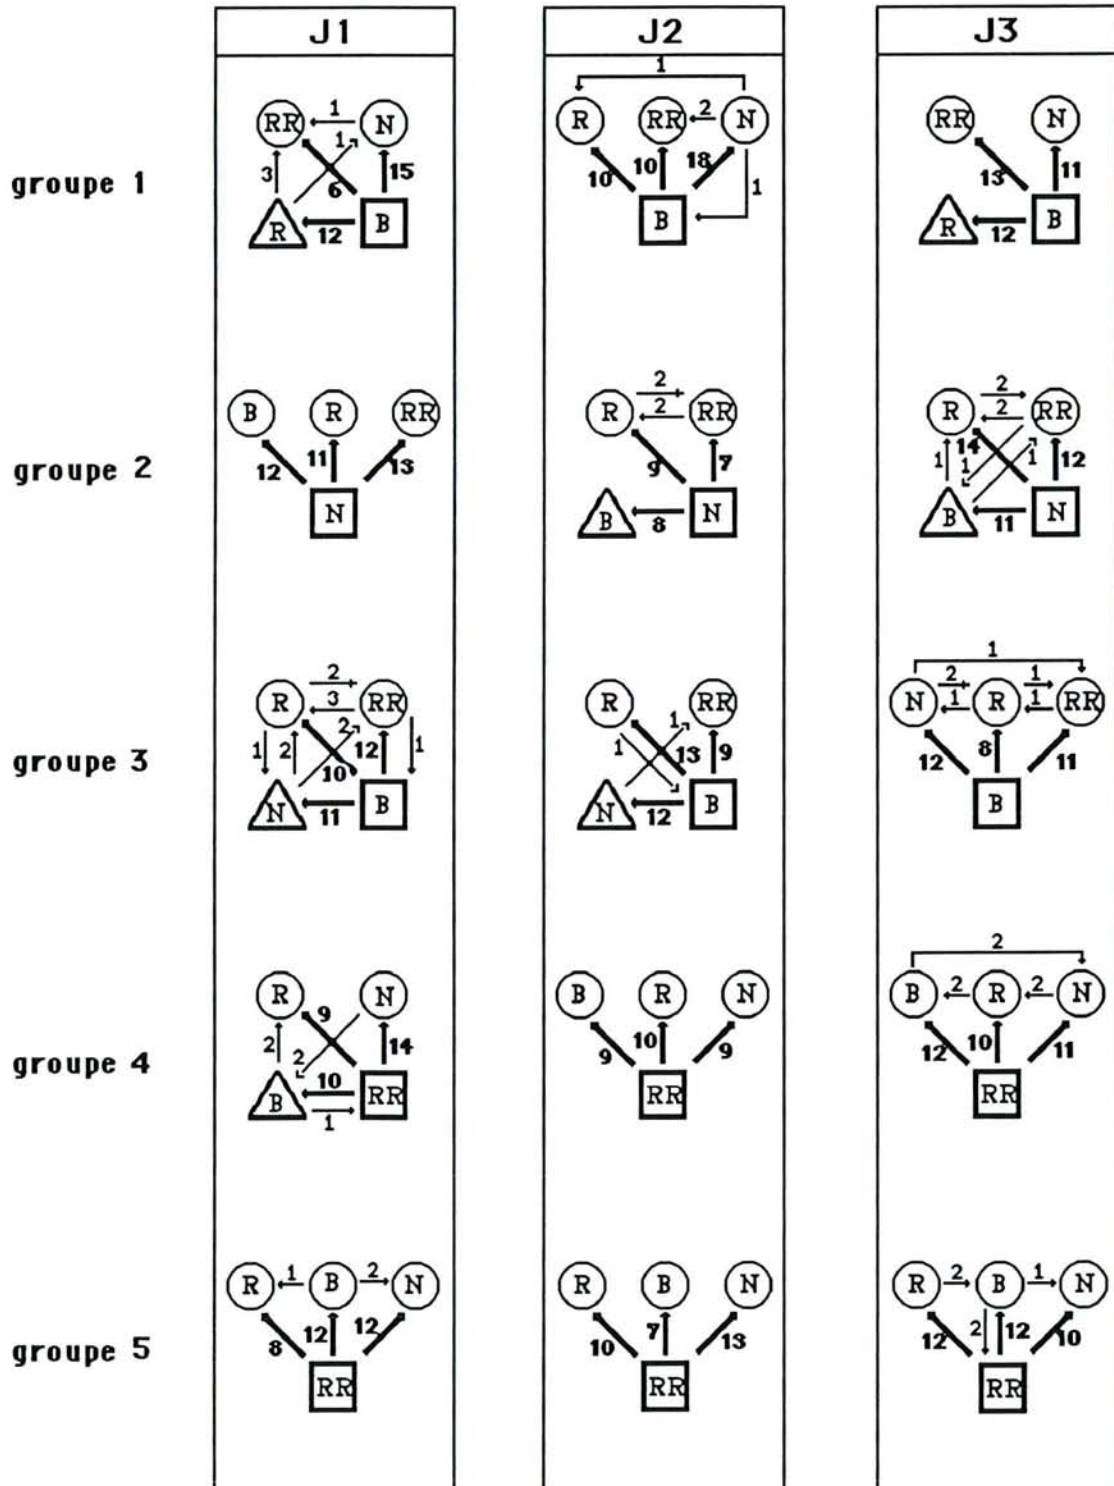 J1 J2 J3
1
1 2
RR N R RR N RR N
1
groupe 1
3 15 10 10 18 1 13 11
6
R B B R B
12 12
2 2
B R RR R RR R RR
2 2
groupe 2
12 11 13 9 7 14 12
1 1 1
N B N B N
8 11
1
2 2 1
R RR R RR N R RR
3 1 1 1
2
groupe 3
1 2 12 1 1 13 9 12 8 11
10
N B N B B
11 12
2
R N B R N B R N
9 2 2
groupe 4
2 2 14 9 10 9 12 10 11
10
B RR RR RR
1
1 2 2 1
R B N R B N R B N
groupe 5
8 12 12 10 7 13 12 2 12 10
RR RR RR